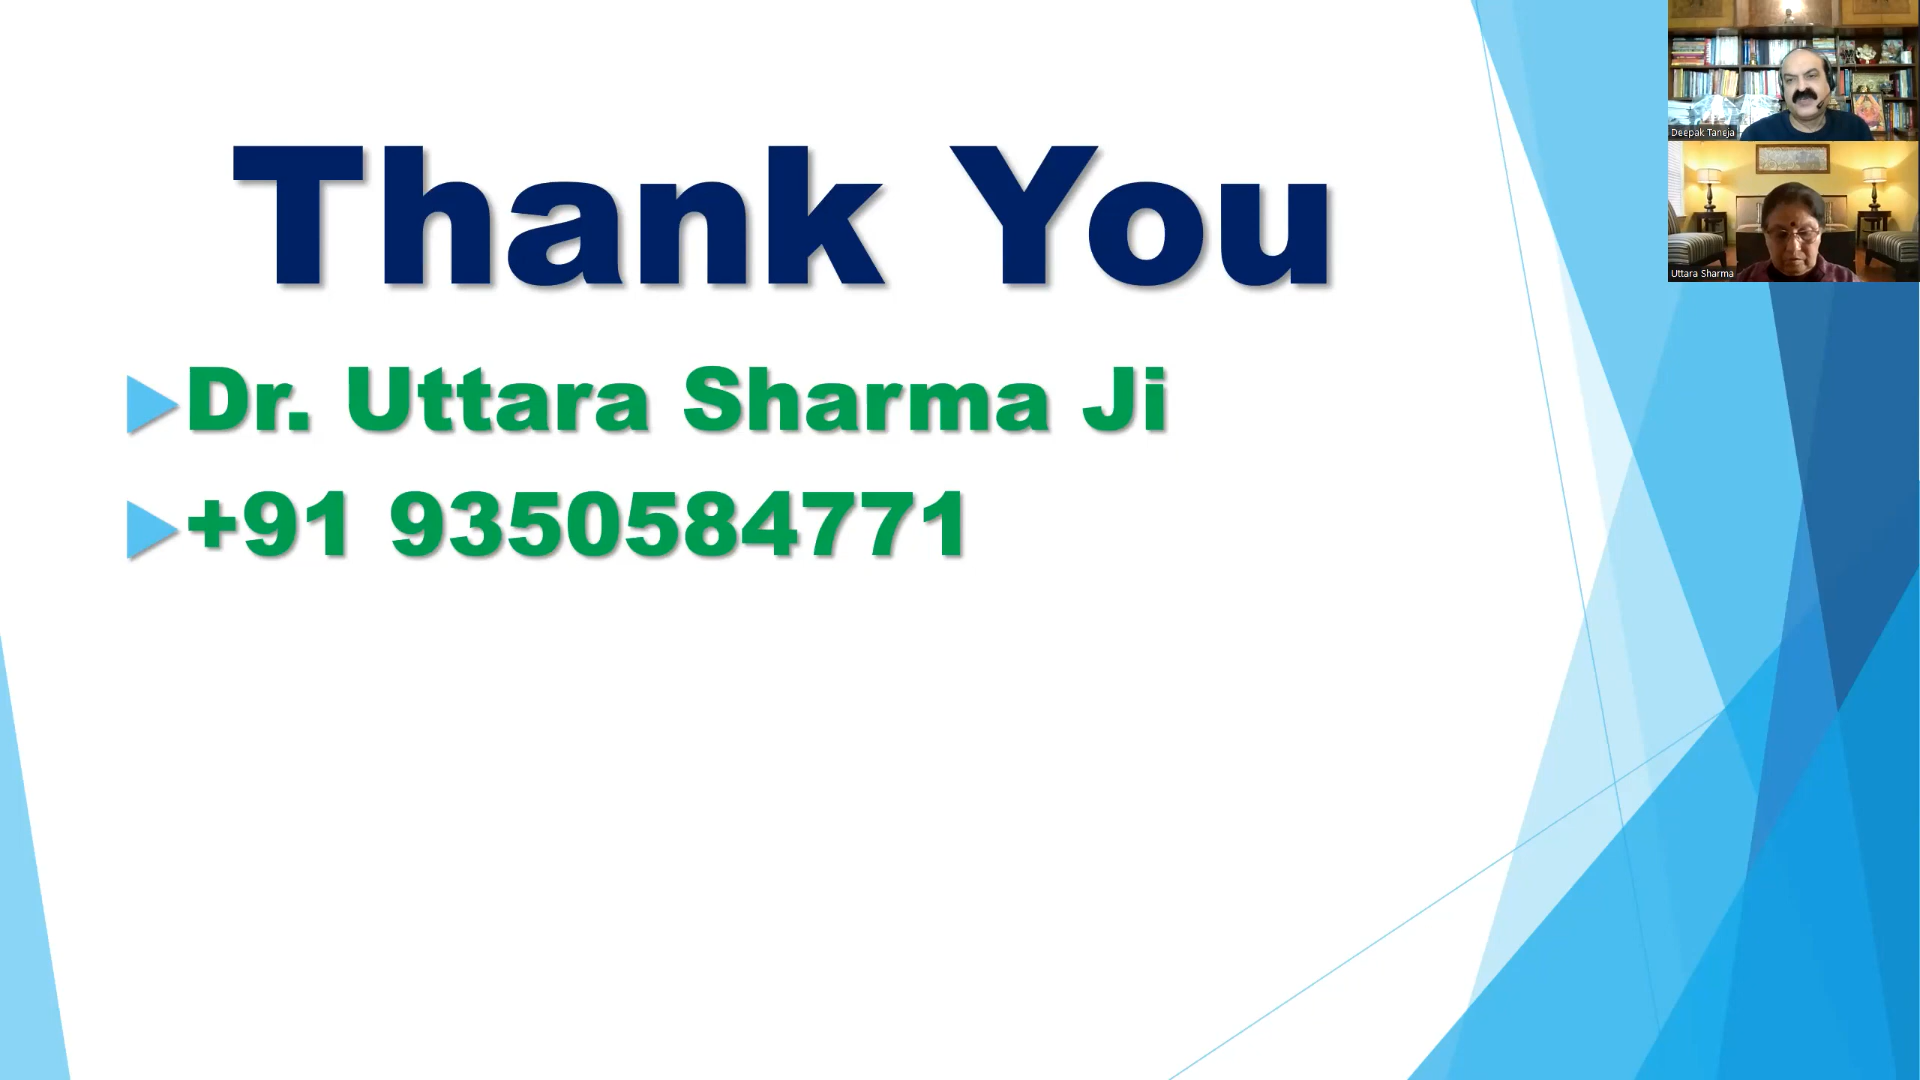 Thank You
Dr. Uttara Sharma Ji
+91 9350584771
Deepak Taneja
Uttara Sharma